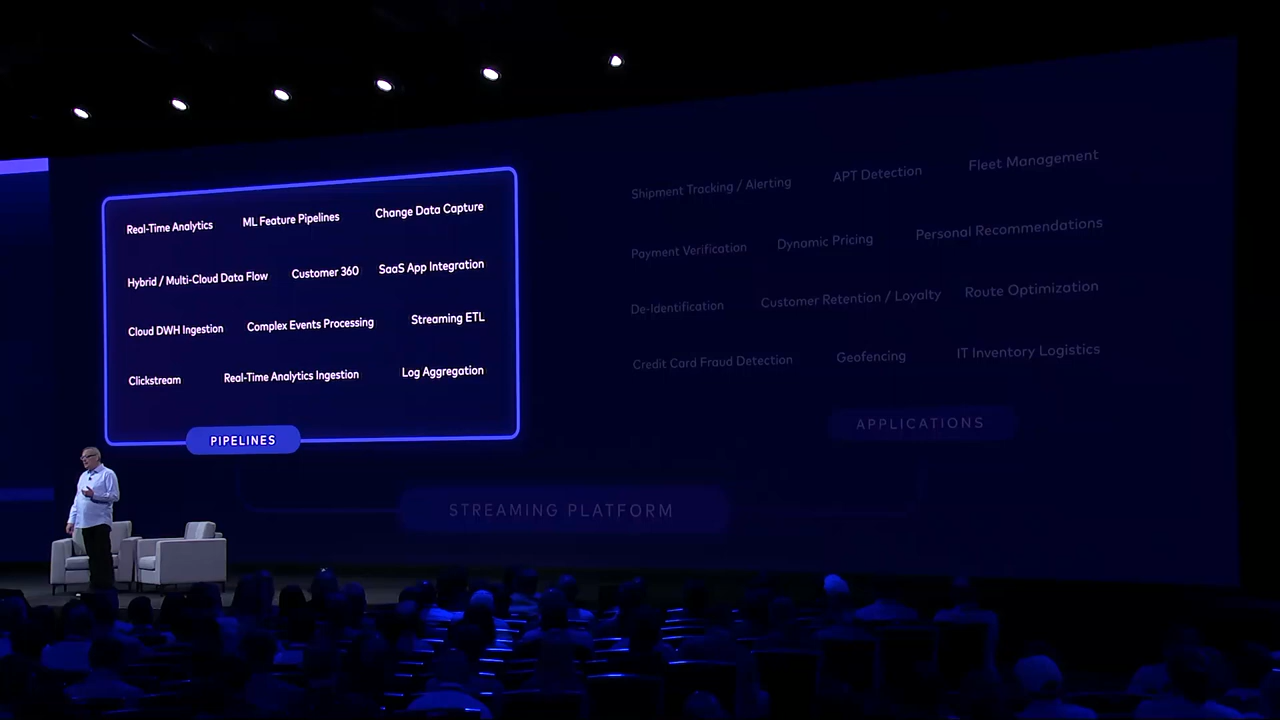 Real-Time Analytics ML Feature Pipelines Change Data Capture
Hybrid / Multi-Cloud Data Flow Customer 360 SaaS App Integration
Cloud DWH Ingestion Complex Events Processing Streaming ETL
Clickstream Real-Time Analytics Ingestion Log Aggregation
PIPELINES
Shipment Tracking / Alerting APT Detection Fleet Management
Payment Verification Dynamic Pricing Personal Recommendations
De-Identification Customer Retention / Loyalty Route Optimization
Credit Card Fraud Detection Geofencing IT Inventory Logistics
APPLICATIONS
STREAMING PLATFORM